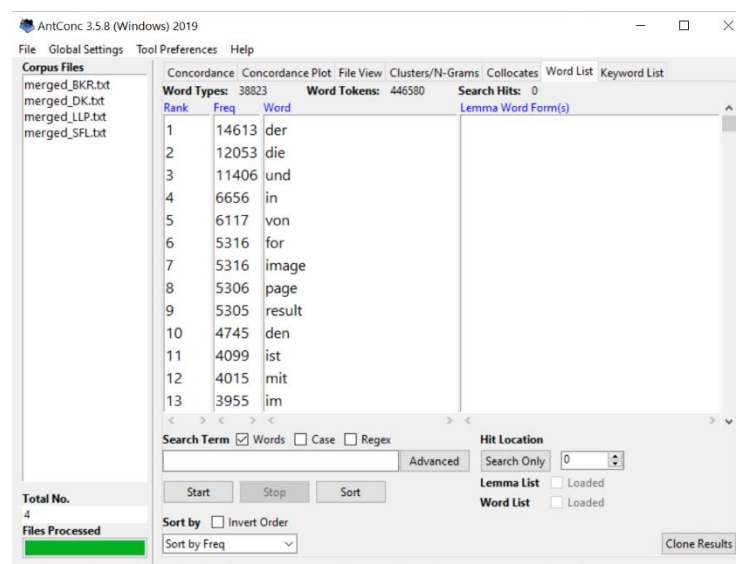 AntConc 3.5.8 (Windows) 2019
File Global Settings Tool Preferences Help
Corpus Files
merged_BKR.txt
merged_DK.txt
merged_LLP.txt
merged_SFL.txt
Concordance Concordance Plot File View Clusters/N-Grams Collocates Word List Keyword List
Word Types: 38823 Word Tokens: 446580 Search Hits: 0
Rank Freq Word Lemma Word Form(s)
1 14613 der
2 12053 die
3 11406 und
4 6656 in
5 6117 von
6 5316 for
7 5316 image
8 5306 page
9 5305 result
10 4745 den
11 4099 ist
12 4015 mit
13 3955 im
Search Term Words Case Regex Hit Location
Advanced Search Only 0
Start Stop Sort Lemma List Loaded
Word List Loaded
Total No.
4
Files Processed
Sort by Invert Order
Sort by Freq Clone Results